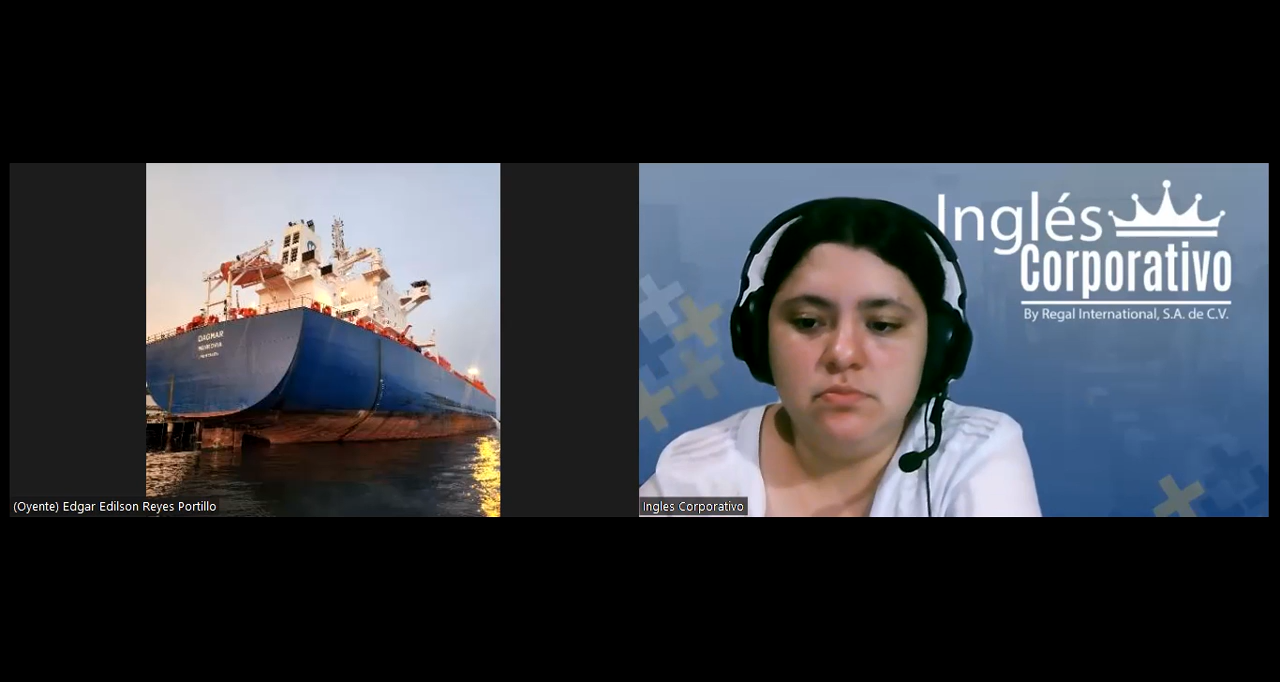 DAGMAR
(Oyente) Edgar Edilson Reyes Portillo
Inglés
Corporativo
By Regal International, S.A. de C.V.
Ingles Corporativo